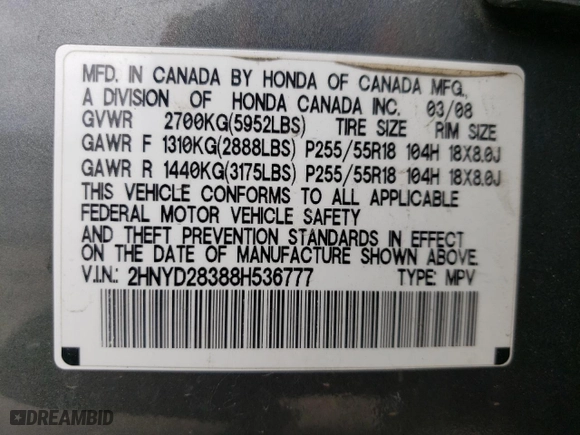 MFD. IN CANADA BY HONDA OF CANADA MFG.,
A DIVISION OF HONDA CANADA INC. 03/08
GVWR 2700KG(5952LBS) TIRE SIZE RIM SIZE
GAWR F 1310KG(2888LBS) P255/55R18 104H 18X8.0J
GAWR R 1440KG(3175LBS) P255/55R18 104H 18X8.0J
THIS VEHICLE CONFORMS TO ALL APPLICABLE
FEDERAL MOTOR VEHICLE SAFETY
AND THEFT PREVENTION STANDARDS IN EFFECT
ON THE DATE OF MANUFACTURE SHOWN ABOVE.
V.I.N.: 2HNYD28388H536777 TYPE: MPV
DREAMBID